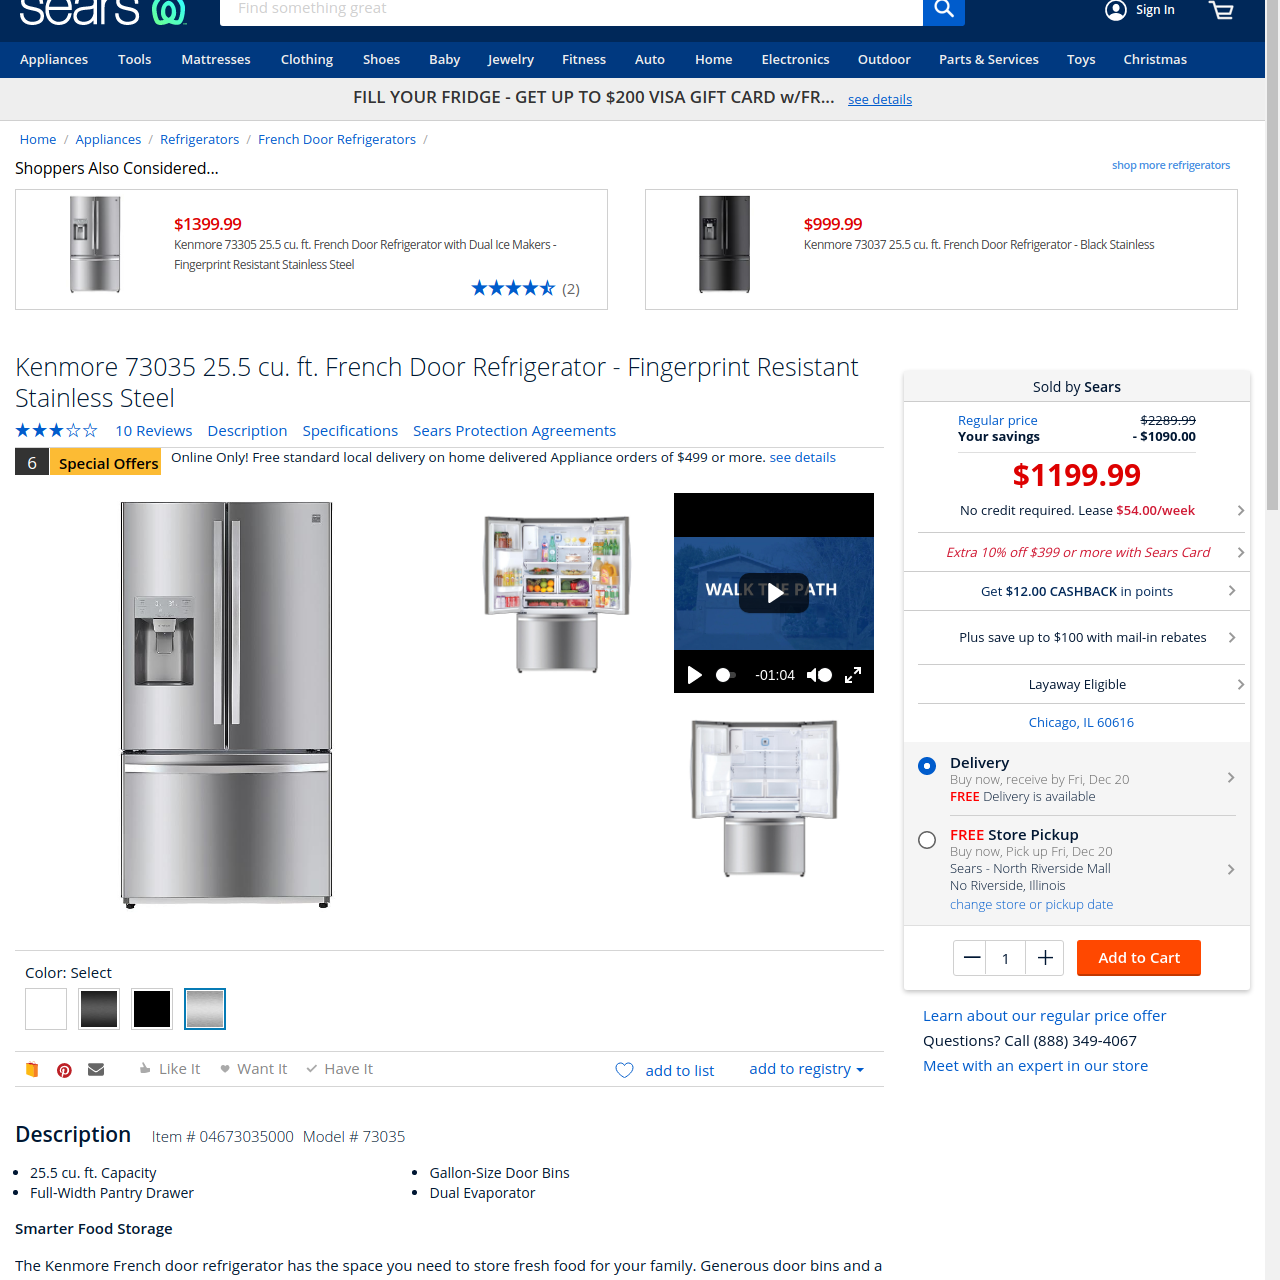 sears
Find something great
Sign In
Appliances Tools Mattresses Clothing Shoes Baby Jewelry Fitness Auto Home Electronics Outdoor Parts & Services Toys Christmas
FILL YOUR FRIDGE - GET UP TO $200 VISA GIFT CARD w/FR... see details
Home / Appliances / Refrigerators / French Door Refrigerators /
Shoppers Also Considered...
shop more refrigerators
$1399.99
Kenmore 73305 25.5 cu. ft. French Door Refrigerator with Dual Ice Makers -
Fingerprint Resistant Stainless Steel
(2)
$999.99
Kenmore 73037 25.5 cu. ft. French Door Refrigerator - Black Stainless
Kenmore 73035 25.5 cu. ft. French Door Refrigerator - Fingerprint Resistant
Stainless Steel
10 Reviews Description Specifications Sears Protection Agreements
6 Special Offers Online Only! Free standard local delivery on home delivered Appliance orders of $499 or more. see details
WALK THE PATH
-01:04
Sold by Sears
Regular price $2289.99
Your savings - $1090.00
$1199.99
No credit required. Lease $54.00/week
Extra 10% off $399 or more with Sears Card
Get $12.00 CASHBACK in points
Plus save up to $100 with mail-in rebates
Layaway Eligible
Chicago, IL 60616
Delivery
Buy now, receive by Fri, Dec 20
FREE Delivery is available
FREE Store Pickup
Buy now, Pick up Fri, Dec 20
Sears - North Riverside Mall
No Riverside, Illinois
change store or pickup date
1
Add to Cart
Learn about our regular price offer
Questions? Call (888) 349-4067
Meet with an expert in our store
Color: Select
Like It Want It Have It
add to list add to registry
Description Item # 04673035000 Model # 73035
25.5 cu. ft. Capacity
Full-Width Pantry Drawer
Gallon-Size Door Bins
Dual Evaporator
Smarter Food Storage
The Kenmore French door refrigerator has the space you need to store fresh food for your family. Generous door bins and a